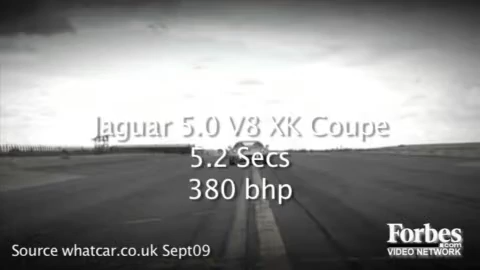 Jaguar 5.0 V8 XK Coupe
5.2 Secs
380 bhp
Forbes
.com
VIDEO NETWORK
Source whatcar.co.uk Sept09